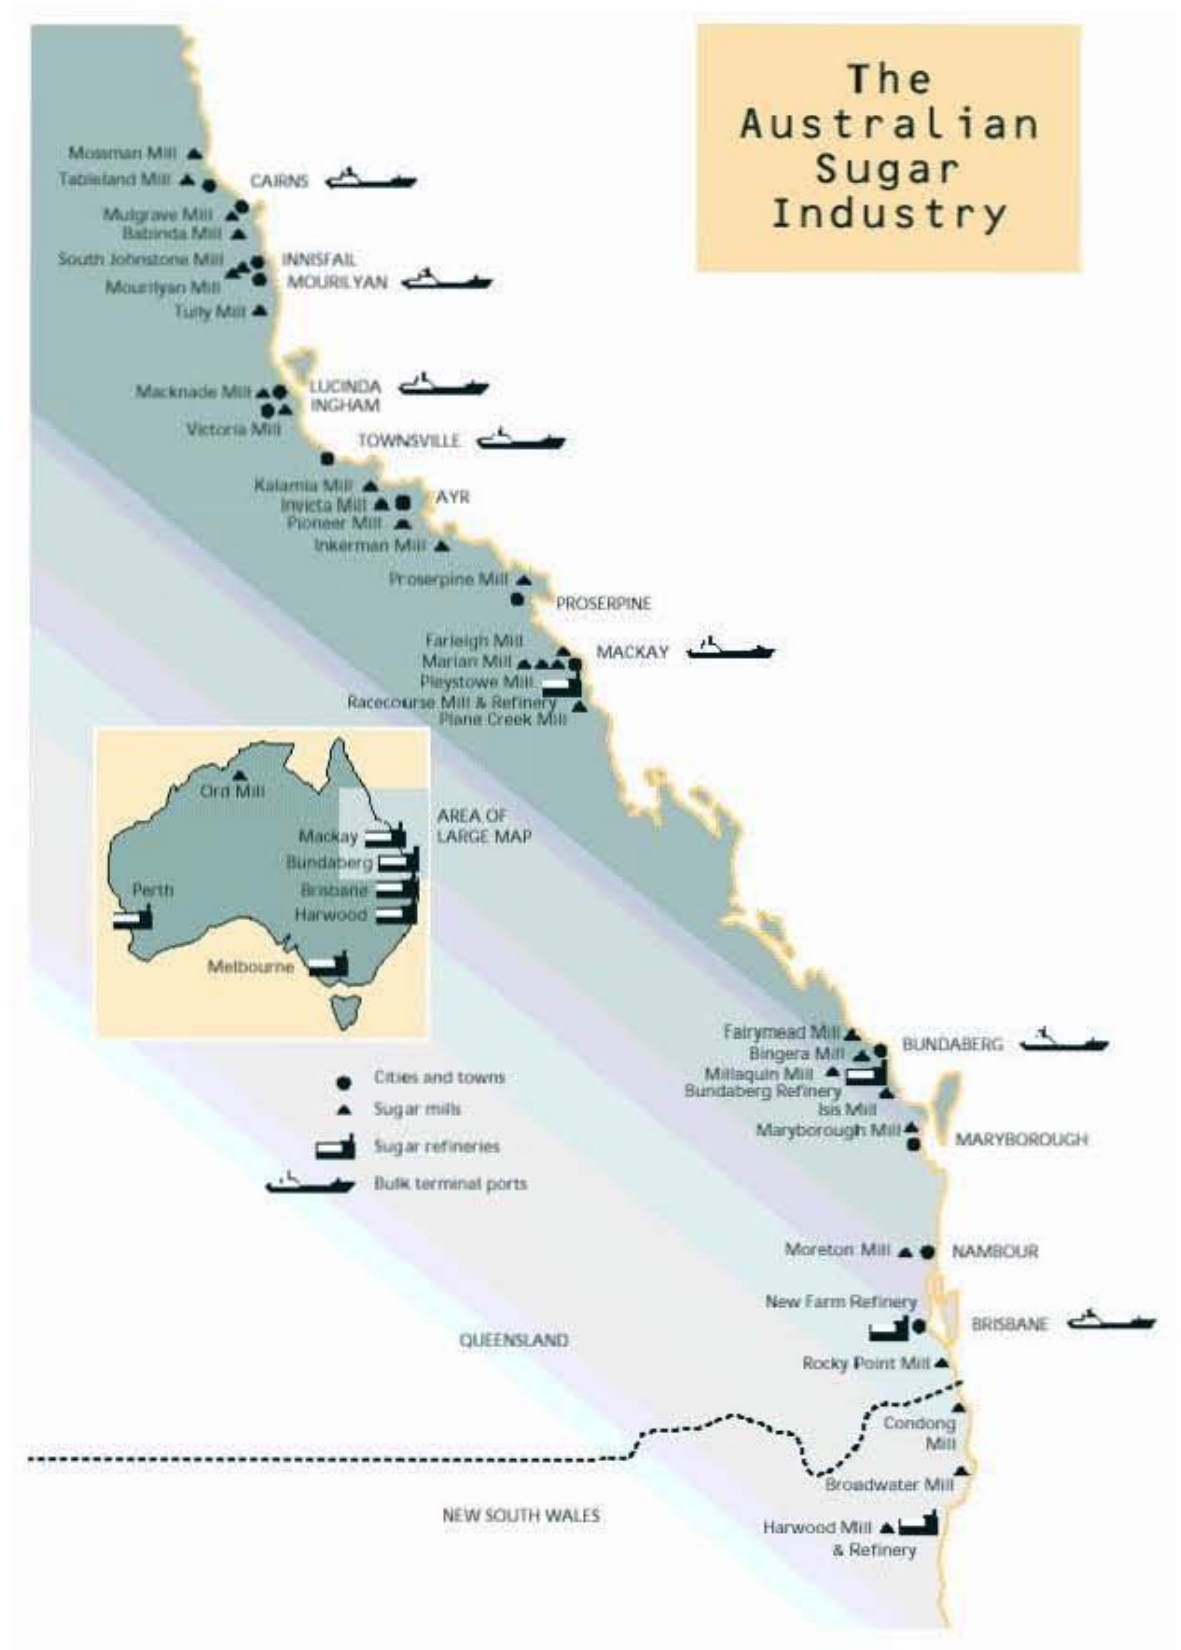 The
Australian
Sugar
Industry
Mossman Mill
Tableland Mill
CAIRNS
Mulgrave Mill
Babinda Mill
South Johnstone Mill
INNISFAIL
MOURILYAN
Mourilyan Mill
Tully Mill
LUCINDA
Macknade Mill
INGHAM
Victoria Mill
TOWNSVILLE
Kalamia Mill
AYR
Invicta Mill
Pioneer Mill
Inkerman Mill
Proserpine Mill
PROSERPINE
Farleigh Mill
MACKAY
Marian Mill
Pleystowe Mill
Racecourse Mill & Refinery
Plane Creek Mill
Ord Mill
AREA OF
LARGE MAP
Mackay
Bundaberg
Brisbane
Perth
Harwood
Melbourne
Fairymead Mill
BUNDABERG
Bingera Mill
Millaquin Mill
Bundaberg Refinery
Isis Mill
Maryborough Mill
MARYBOROUGH
Cities and towns
Sugar mills
Sugar refineries
Bulk terminal ports
Moreton Mill
NAMBOUR
New Farm Refinery
BRISBANE
QUEENSLAND
Rocky Point Mill
Condong
Mill
Broadwater Mill
NEW SOUTH WALES
Harwood Mill
& Refinery